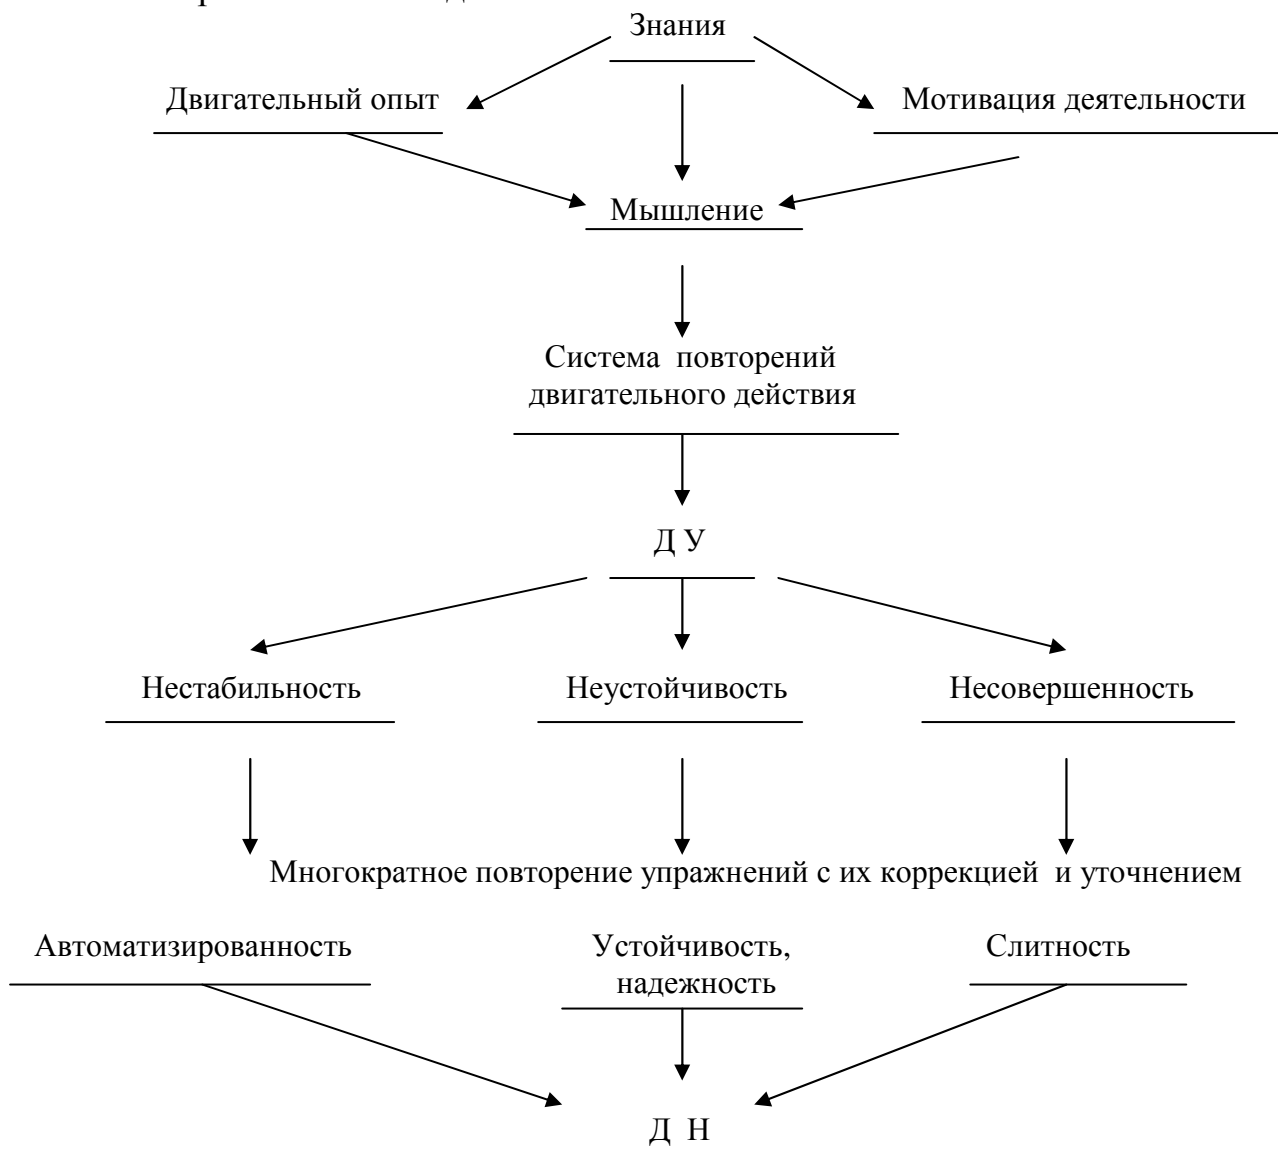 Знания
Двигательный опыт
Мотивация деятельности
Мышление
Система повторений
двигательного действия
Д У
Нестабильность
Неустойчивость
Несовершенность
Многократное повторение упражнений с их коррекцией и уточнением
Автоматизированность
Устойчивость,
надежность
Слитность
Д Н